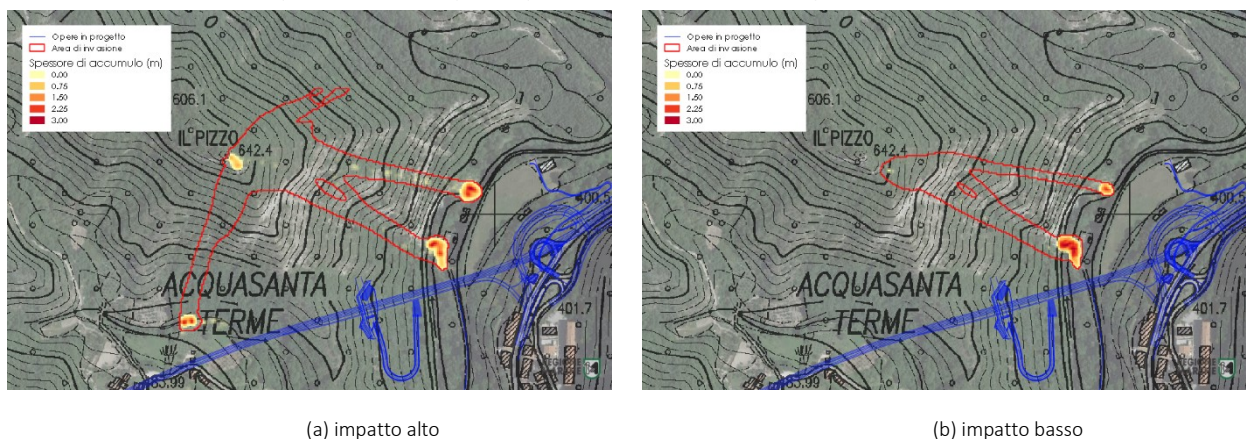 Opere in progetto
Area di invasione
Spessore di accumulo (m)
0.00
0.75
1.50
2.25
3.00
606.1
IL PIZZO
642.4
400.5
ACQUASANTA
TERME
401.7
Opere in progetto
Area di invasione
Spessore di accumulo (m)
0.00
0.75
1.50
2.25
3.00
606.1
IL PIZZO
642.4
400.5
ACQUASANTA
TERME
401.7
(a) impatto alto
(b) impatto basso